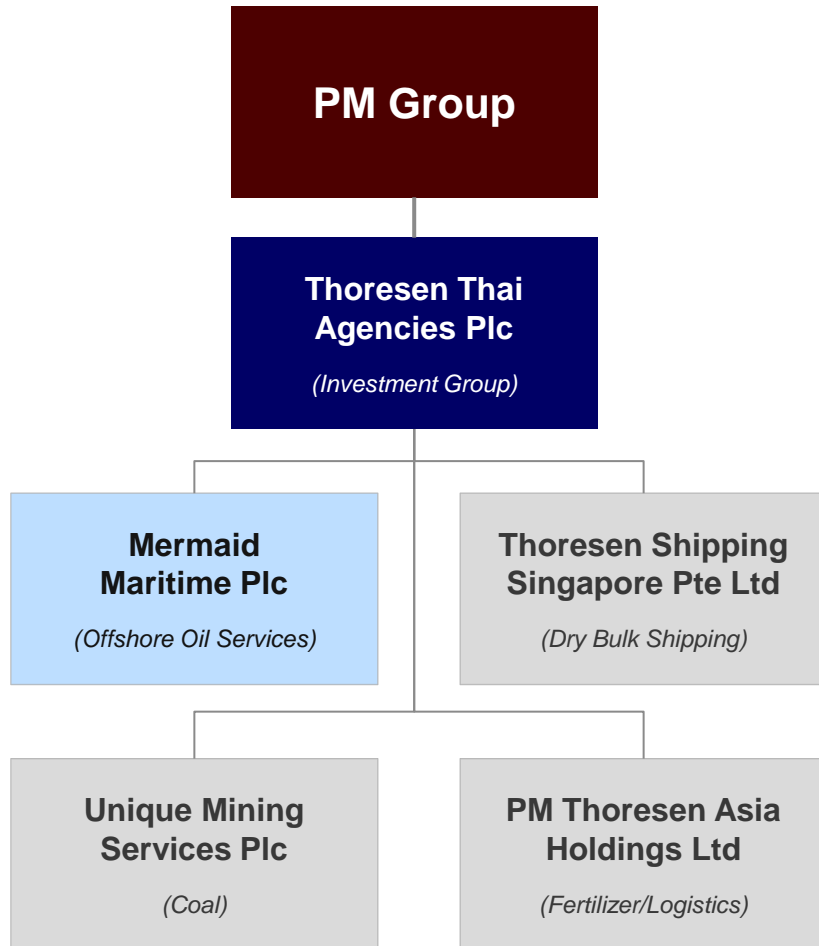 PM Group
Thoresen Thai
Agencies Plc
(Investment Group)
Mermaid
Maritime Plc
(Offshore Oil Services)
Thoresen Shipping
Singapore Pte Ltd
(Dry Bulk Shipping)
Unique Mining
Services Plc
(Coal)
PM Thoresen Asia
Holdings Ltd
(Fertilizer/Logistics)